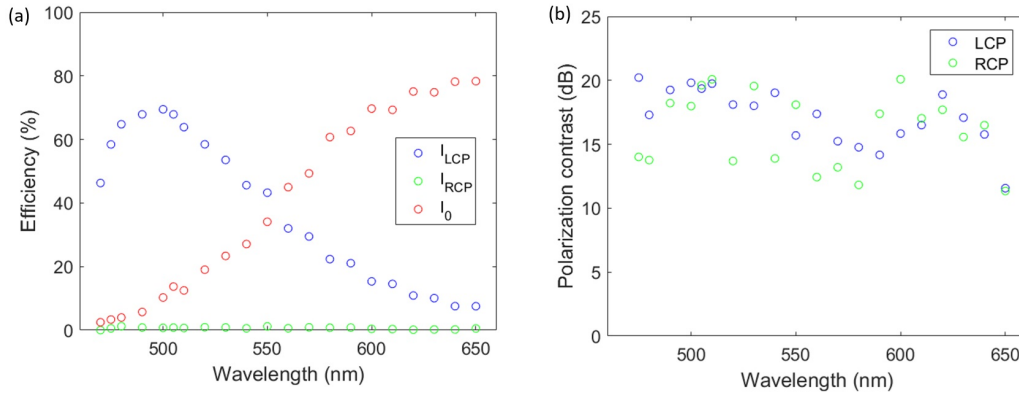 (a)
100
80
60
40
20
0
Efficiency (%)
500
550
600
650
Wavelength (nm)
I_LCP
I_RCP
I_0
(b)
25
20
15
10
5
0
Polarization contrast (dB)
500
550
600
650
Wavelength (nm)
LCP
RCP